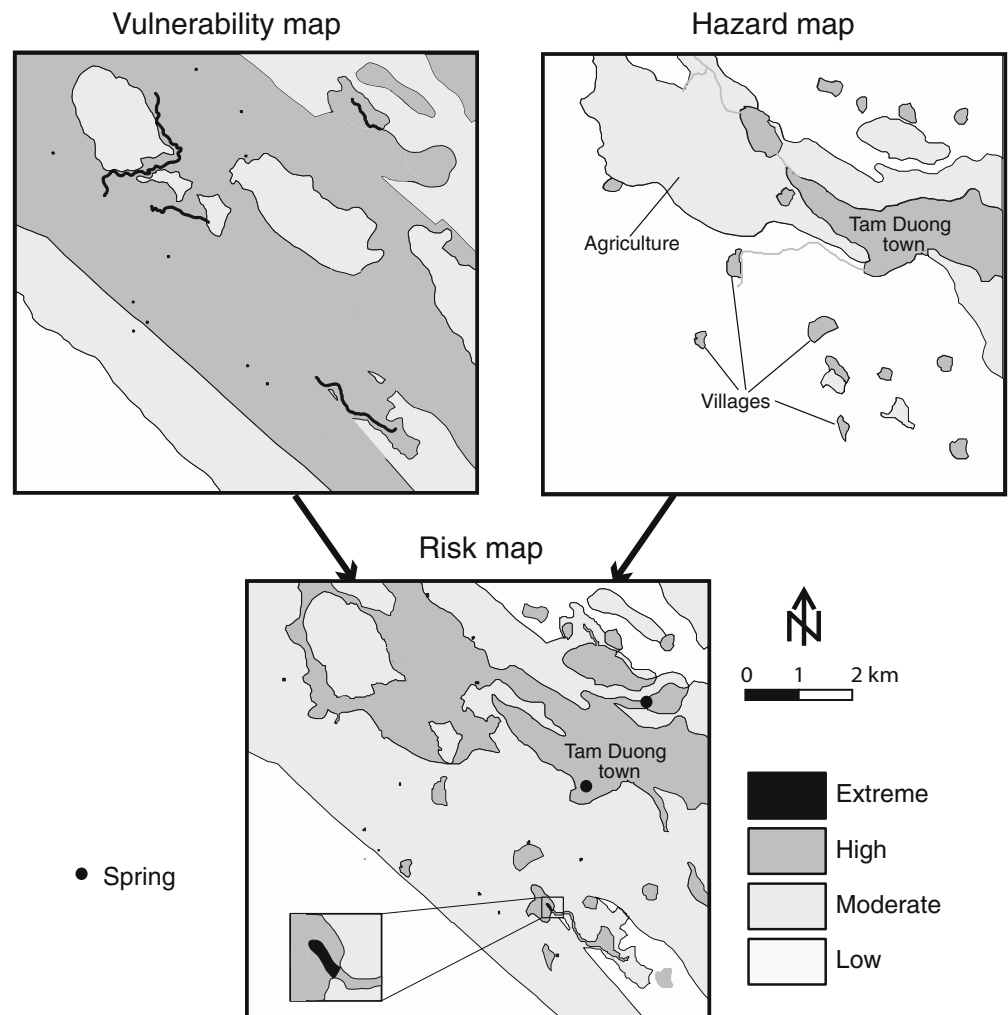 Vulnerability map
Hazard map
Agriculture
Tam Duong
town
Villages
Risk map
N
0 1 2 km
Tam Duong
town
Extreme
High
Moderate
Low
Spring